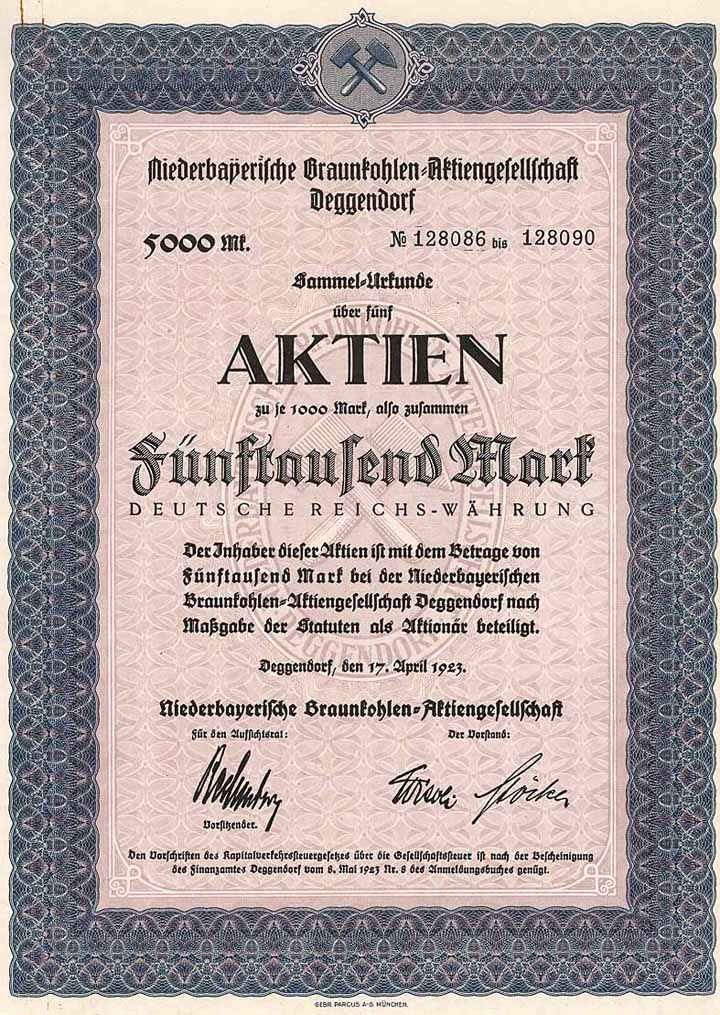 Niederbayerische Braunkohlen-Aktiengesellschaft
Deggendorf
5000 Mk.
№ 128086 bis 128090
Sammel-Urkunde
über fünf
AKTIEN
zu je 1000 Mark, also zusammen
Fünftausend Mark
DEUTSCHE REICHS-WÄHRUNG
Der Inhaber dieser Aktien ist mit dem Betrage von
Fünftausend Mark bei der Niederbayerischen
Braunkohlen-Aktiengesellschaft Deggendorf nach
Maßgabe der Statuten als Aktionär beteiligt.
Deggendorf, den 17. April 1923.
Niederbayerische Braunkohlen-Aktiengesellschaft
Für den Aufsichtsrat:
Der Vorstand:
Vorsitzender.
Den Vorschriften des Kapitalverkehrsteuergesetzes über die Gesellschaftsteuer ist nach der Bescheinigung
des Finanzamtes Deggendorf vom 8. Mai 1923 Nr. 8 des Anmeldungsbuches genügt.
GEBR. PARCUS A-G. MÜNCHEN.